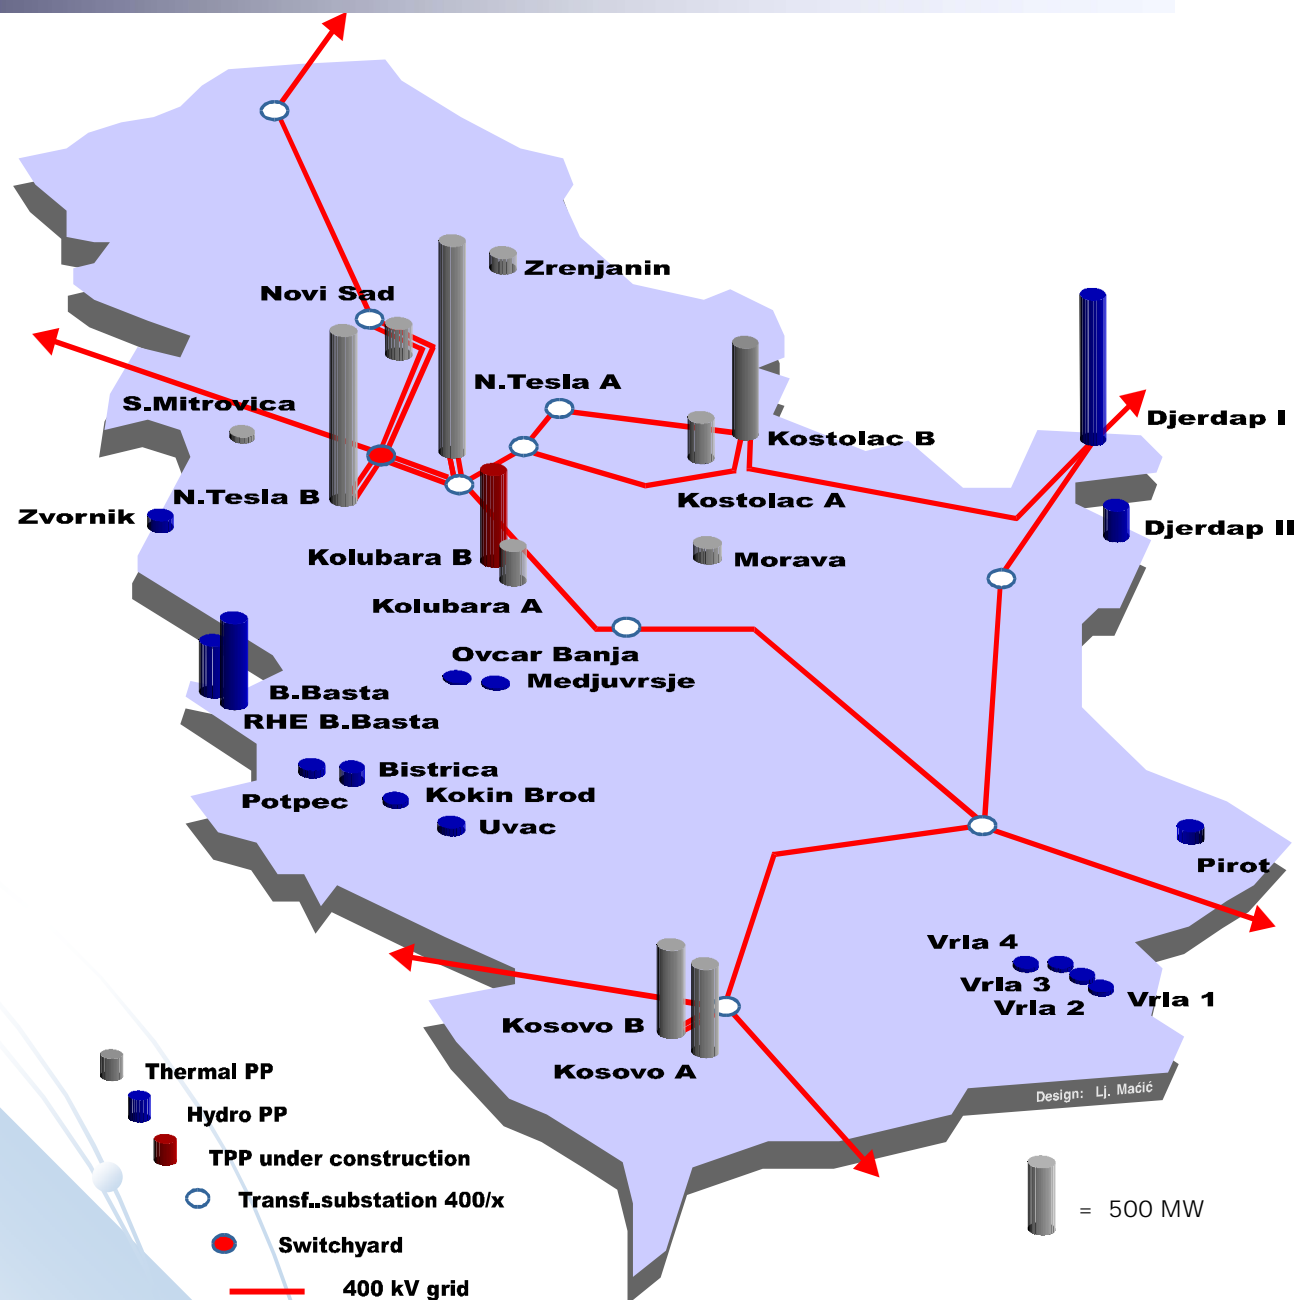 Zrenjanin
Novi Sad
N.Tesla A
S.Mitrovica
Djerdap I
Kostolac B
N.Tesla B
Kostolac A
Zvornik
Djerdap II
Kolubara B
Morava
Kolubara A
Ovcar Banja
Medjuvrsje
B.Basta
RHE B.Basta
Bistrica
Potpec
Kokin Brod
Uvac
Pirot
Vrla 4
Vrla 3
Vrla 2
Vrla 1
Kosovo B
Kosovo A
Design: Lj. Maćić
Thermal PP
Hydro PP
TPP under construction
Transf..substation 400/x
Switchyard
400 kV grid
= 500 MW